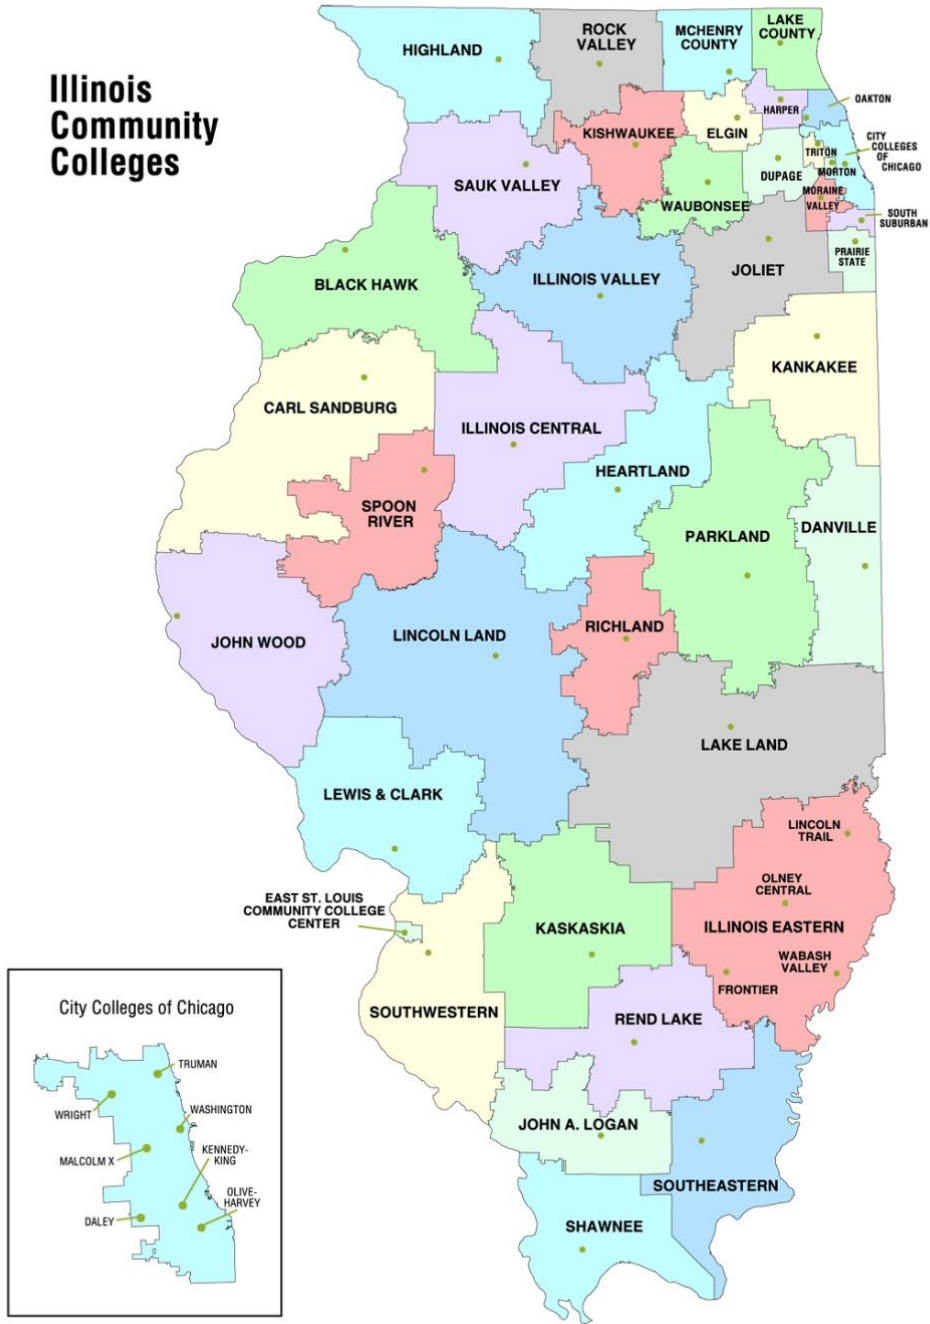 Illinois
Community
Colleges
HIGHLAND
ROCK
VALLEY
MCHENRY
COUNTY
LAKE
COUNTY
HARPER
OAKTON
KISHWAUKEE
ELGIN
CITY
COLLEGES
OF
CHICAGO
TRITON
MORTON
SAUK VALLEY
DUPAGE
MORAINE
VALLEY
WAUBONSEE
SOUTH
SUBURBAN
PRAIRIE
STATE
BLACK HAWK
ILLINOIS VALLEY
JOLIET
KANKAKEE
CARL SANDBURG
ILLINOIS CENTRAL
HEARTLAND
SPOON
RIVER
PARKLAND
DANVILLE
JOHN WOOD
LINCOLN LAND
RICHLAND
LAKE LAND
LEWIS & CLARK
LINCOLN
TRAIL
OLNEY
CENTRAL
EAST ST. LOUIS
COMMUNITY COLLEGE
CENTER
KASKASKIA
ILLINOIS EASTERN
WABASH
VALLEY
FRONTIER
SOUTHWESTERN
REND LAKE
JOHN A. LOGAN
SOUTHEASTERN
SHAWNEE
City Colleges of Chicago
TRUMAN
WRIGHT
WASHINGTON
MALCOLM X
KENNEDY-
KING
OLIVE-
HARVEY
DALEY